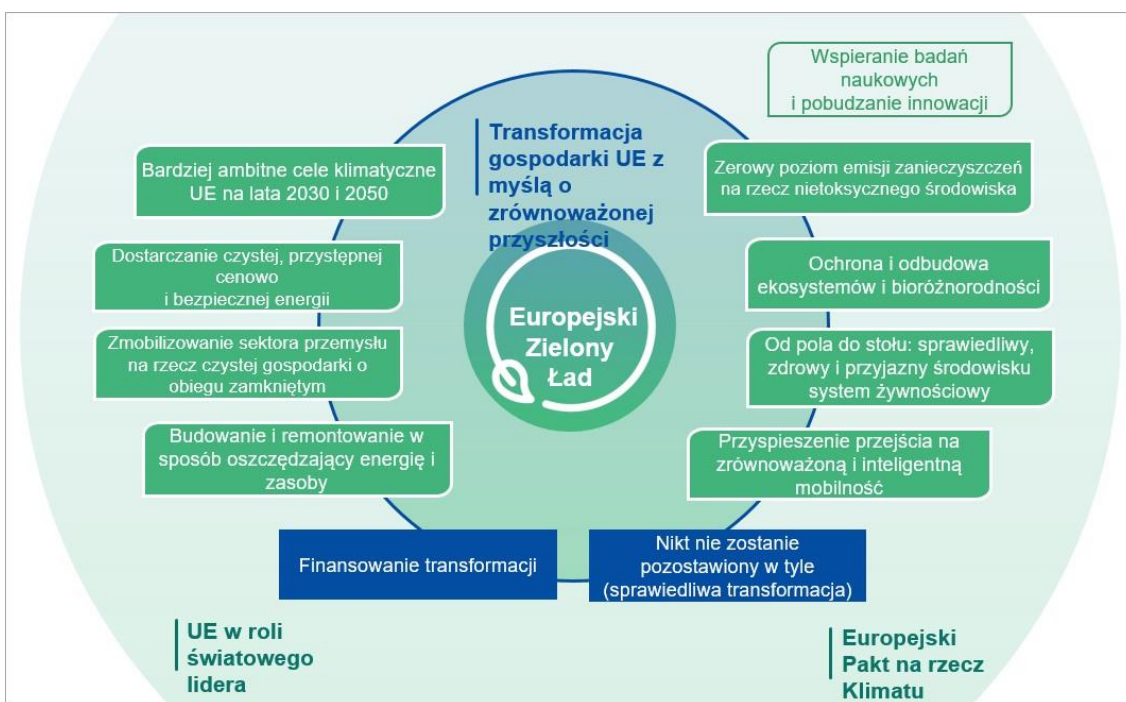 Wspieranie badań
naukowych
i pobudzanie innowacji
Transformacja
gospodarki UE z
myślą o
zrównoważonej
przyszłości
Bardziej ambitne cele klimatyczne
UE na lata 2030 i 2050
Zerowy poziom emisji zanieczyszczeń
na rzecz nietoksycznego środowiska
Dostarczanie czystej, przystępnej
cenowo
i bezpiecznej energii
Ochrona i odbudowa
ekosystemów i bioróżnorodności
Europejski
Zielony
Ład
Zmobilizowanie sektora przemysłu
na rzecz czystej gospodarki o
obiegu zamkniętym
Od pola do stołu: sprawiedliwy,
zdrowy i przyjazny środowisku
system żywnościowy
Budowanie i remontowanie w
sposób oszczędzający energię i
zasoby
Przyspieszenie przejścia na
zrównoważoną i inteligentną
mobilność
Finansowanie transformacji
Nikt nie zostanie
pozostawiony w tyle
(sprawiedliwa transformacja)
UE w roli
światowego
lidera
Europejski
Pakt na rzecz
Klimatu